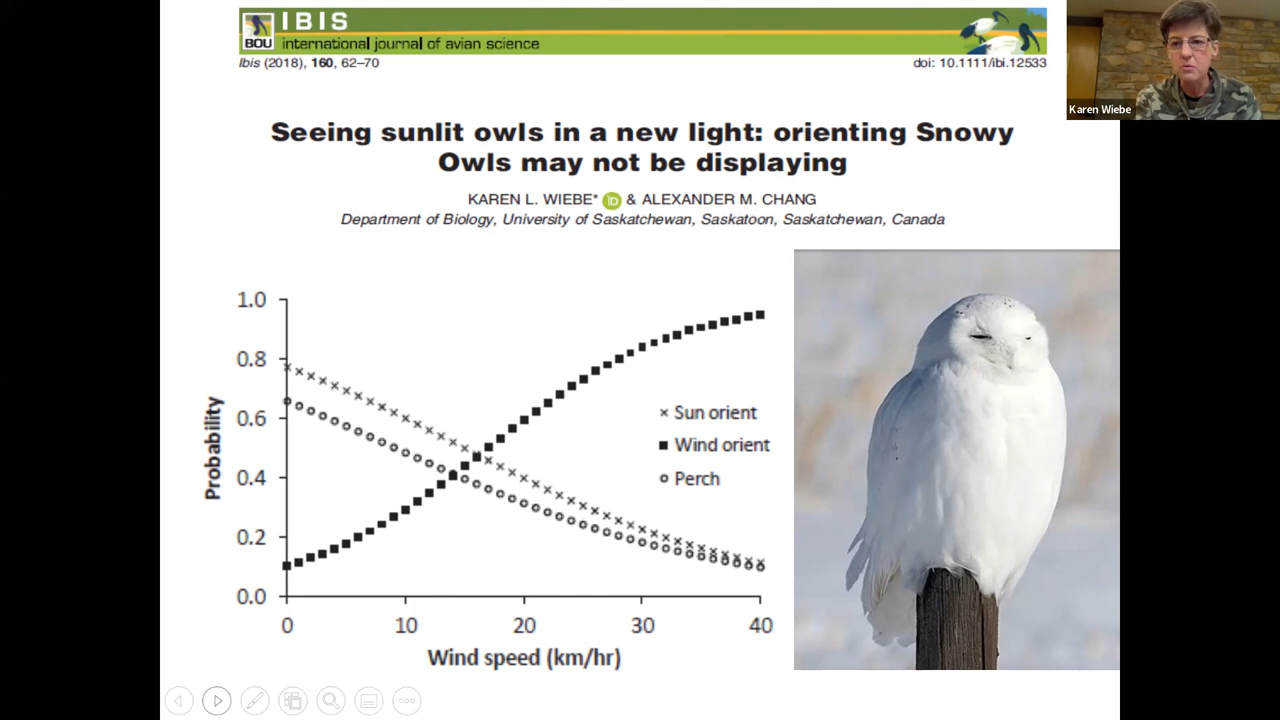 IBIS
BOU
international journal of avian science
Ibis (2018), 160, 62–70
doi: 10.1111/ibi.12533
Karen Wiebe
Seeing sunlit owls in a new light: orienting Snowy
Owls may not be displaying
KAREN L. WIEBE* iD & ALEXANDER M. CHANG
Department of Biology, University of Saskatchewan, Saskatoon, Saskatchewan, Canada
1.0
0.8
0.6
0.4
0.2
0.0
Probability
Sun orient
Wind orient
Perch
0 10 20 30 40
Wind speed (km/hr)